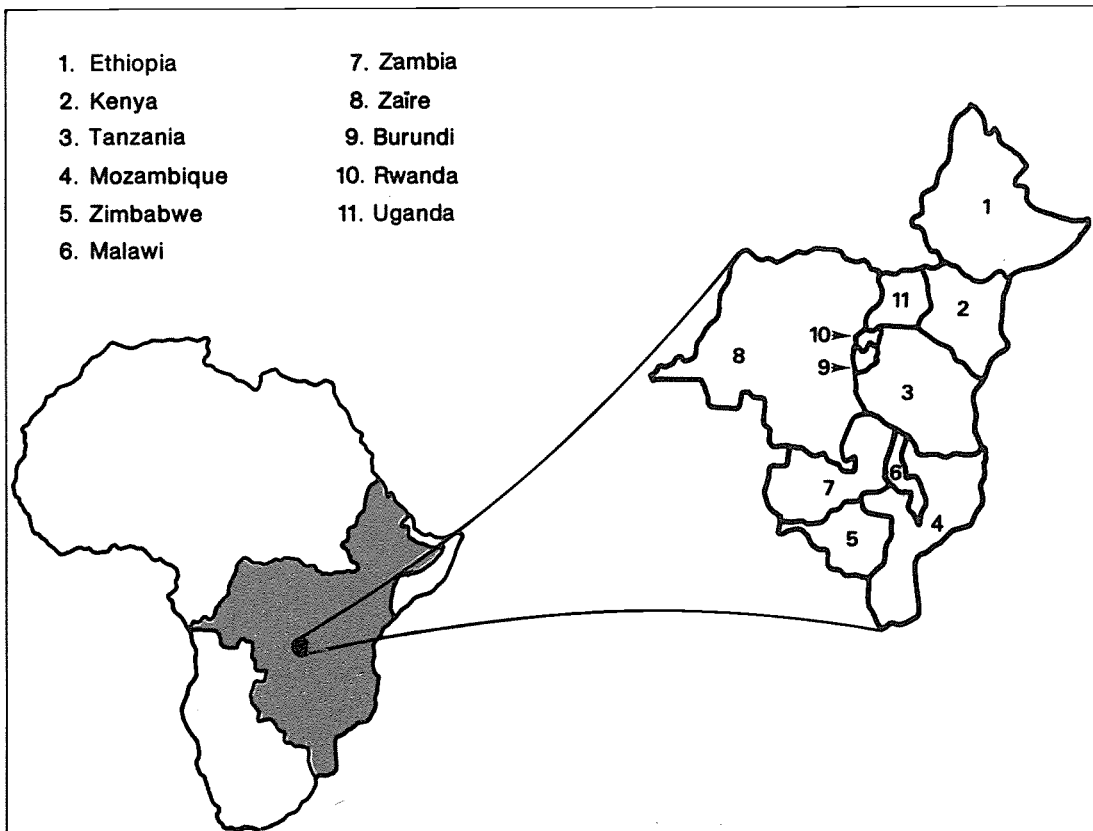 1. Ethiopia
2. Kenya
3. Tanzania
4. Mozambique
5. Zimbabwe
6. Malawi
7. Zambia
8. Zaïre
9. Burundi
10. Rwanda
11. Uganda
1
11
2
10
8
9
3
6
7
4
5